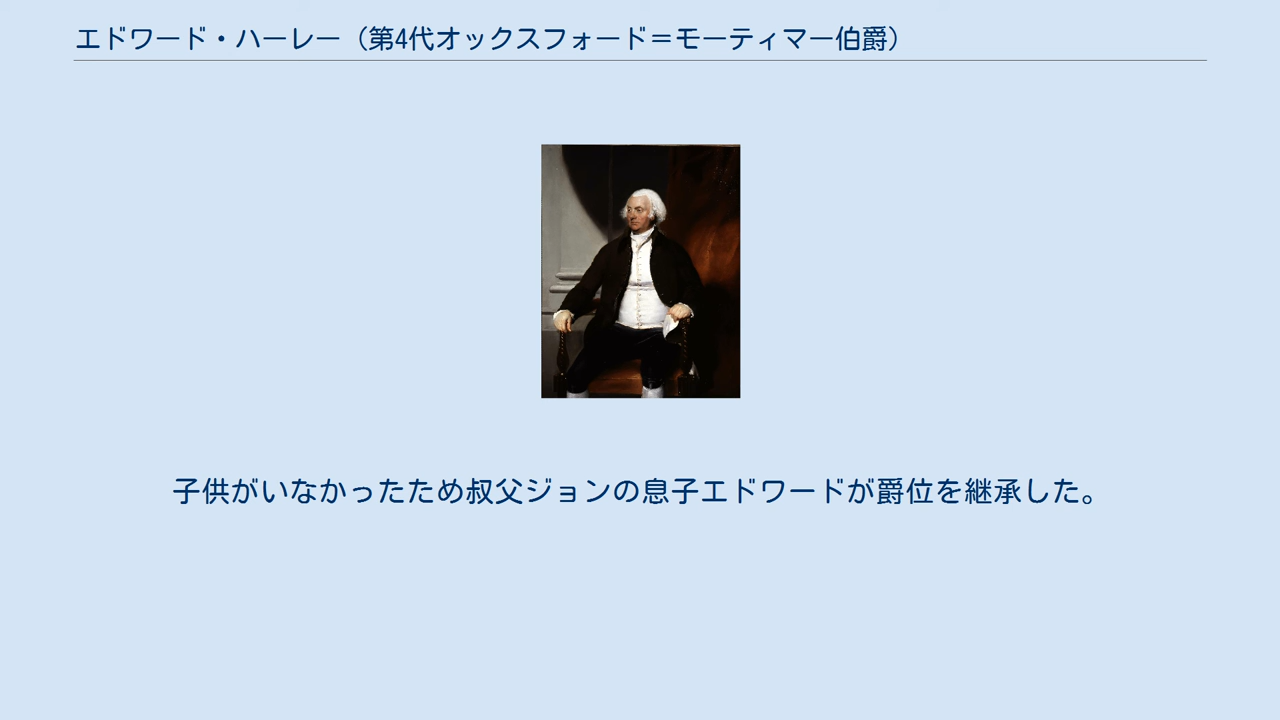 エドワード・ハーレー（第4代オックスフォード＝モーティマー伯爵）
子供がいなかったため叔父ジョンの息子エドワードが爵位を継承した。